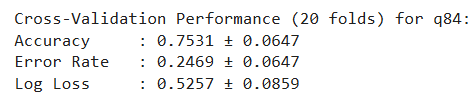 Cross-Validation Performance (20 folds) for q84:
Accuracy    : 0.7531 ± 0.0647
Error Rate  : 0.2469 ± 0.0647
Log Loss    : 0.5257 ± 0.0859